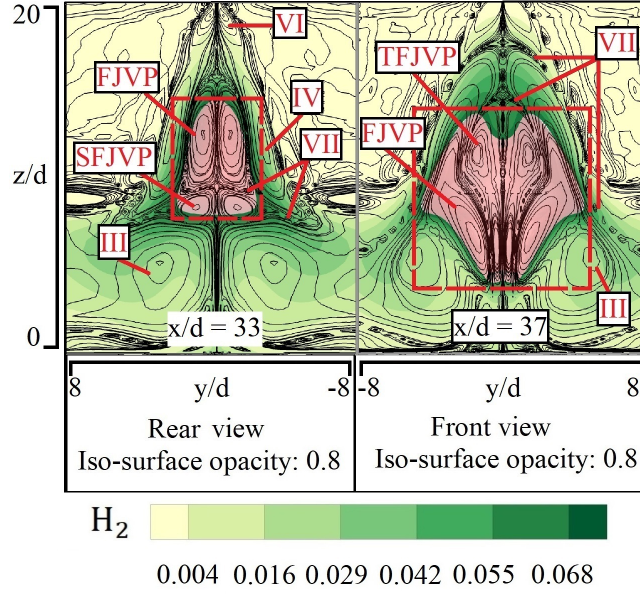 20
z/d
0
VI
FJVP
IV
SFJVP
VII
III
x/d = 33
TFJVP
VII
FJVP
III
x/d = 37
8 y/d -8
-8 y/d 8
Rear view
Iso-surface opacity: 0.8
Front view
Iso-surface opacity: 0.8
H₂
0.004 0.016 0.029 0.042 0.055 0.068